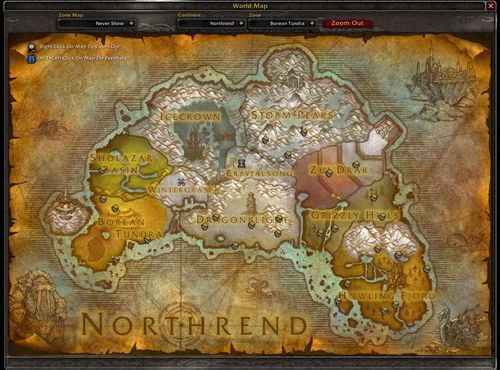 World Map
Zone Map
Continent
Zone
Never Show
Northrend
Borean Tundra
Zoom Out
Right Click On Map To Zoom Out
ALT+Left Click On Map for Feedback
Icecrown
Storm Peaks
Sholazar
Basin
Crystalsong
Zul'Drak
Wintergrasp
Borean
Tundra
Dragonblight
Grizzly Hills
Howling Fjord
Northrend